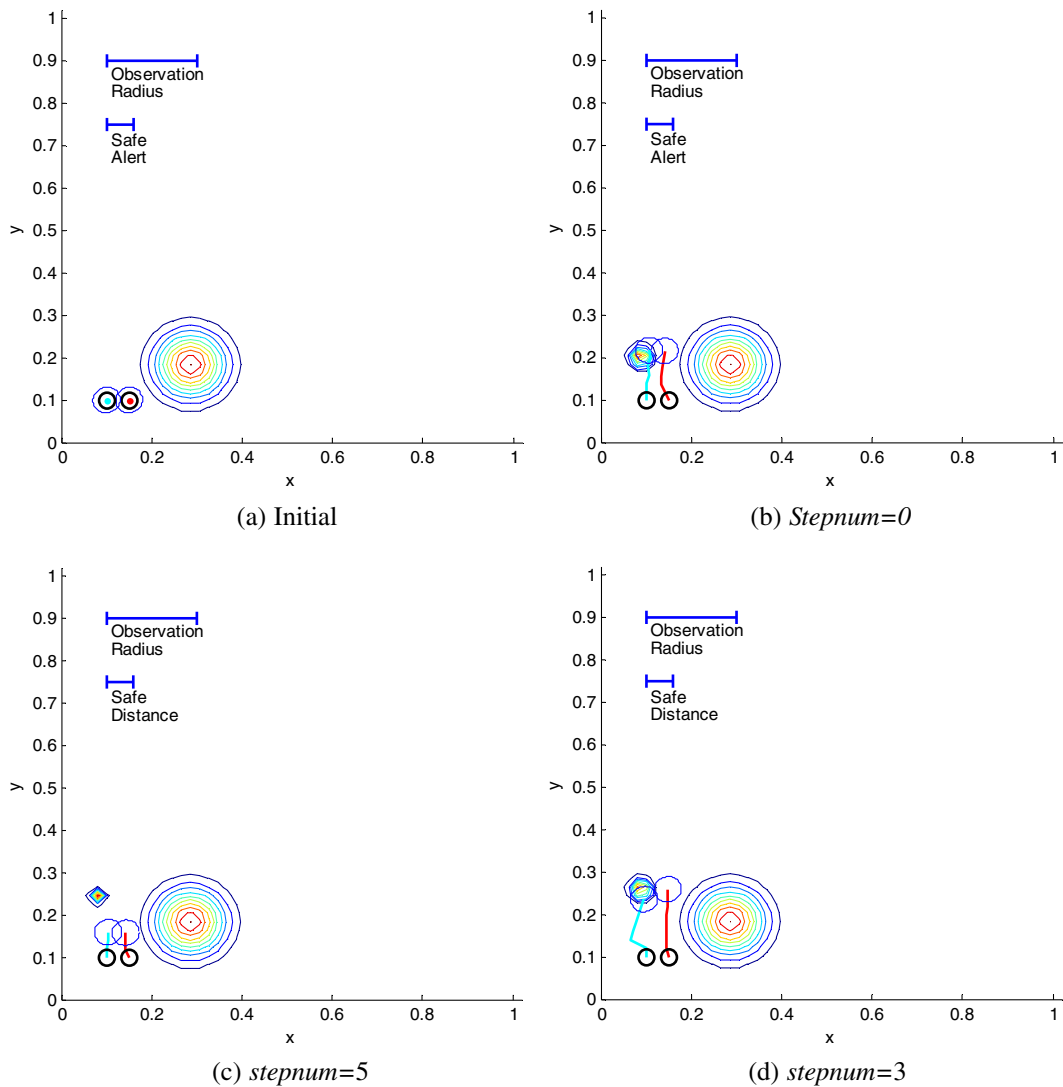 1
0.9
Observation
Radius
0.8
Safe
0.7
Alert
0.6
y
0.5
0.4
0.3
0.2
0.1
0
0 0.2 0.4 0.6 0.8 1
x
(a) Initial
1
0.9
Observation
Radius
0.8
Safe
0.7
Alert
0.6
y
0.5
0.4
0.3
0.2
0.1
0
0 0.2 0.4 0.6 0.8 1
x
(b) Stepnum=0
1
0.9
Observation
Radius
0.8
0.7
Safe
Distance
0.6
y
0.5
0.4
0.3
0.2
0.1
0
0 0.2 0.4 0.6 0.8 1
x
(c) stepnum=5
1
0.9
Observation
Radius
0.8
0.7
Safe
Distance
0.6
y
0.5
0.4
0.3
0.2
0.1
0
0 0.2 0.4 0.6 0.8 1
x
(d) stepnum=3